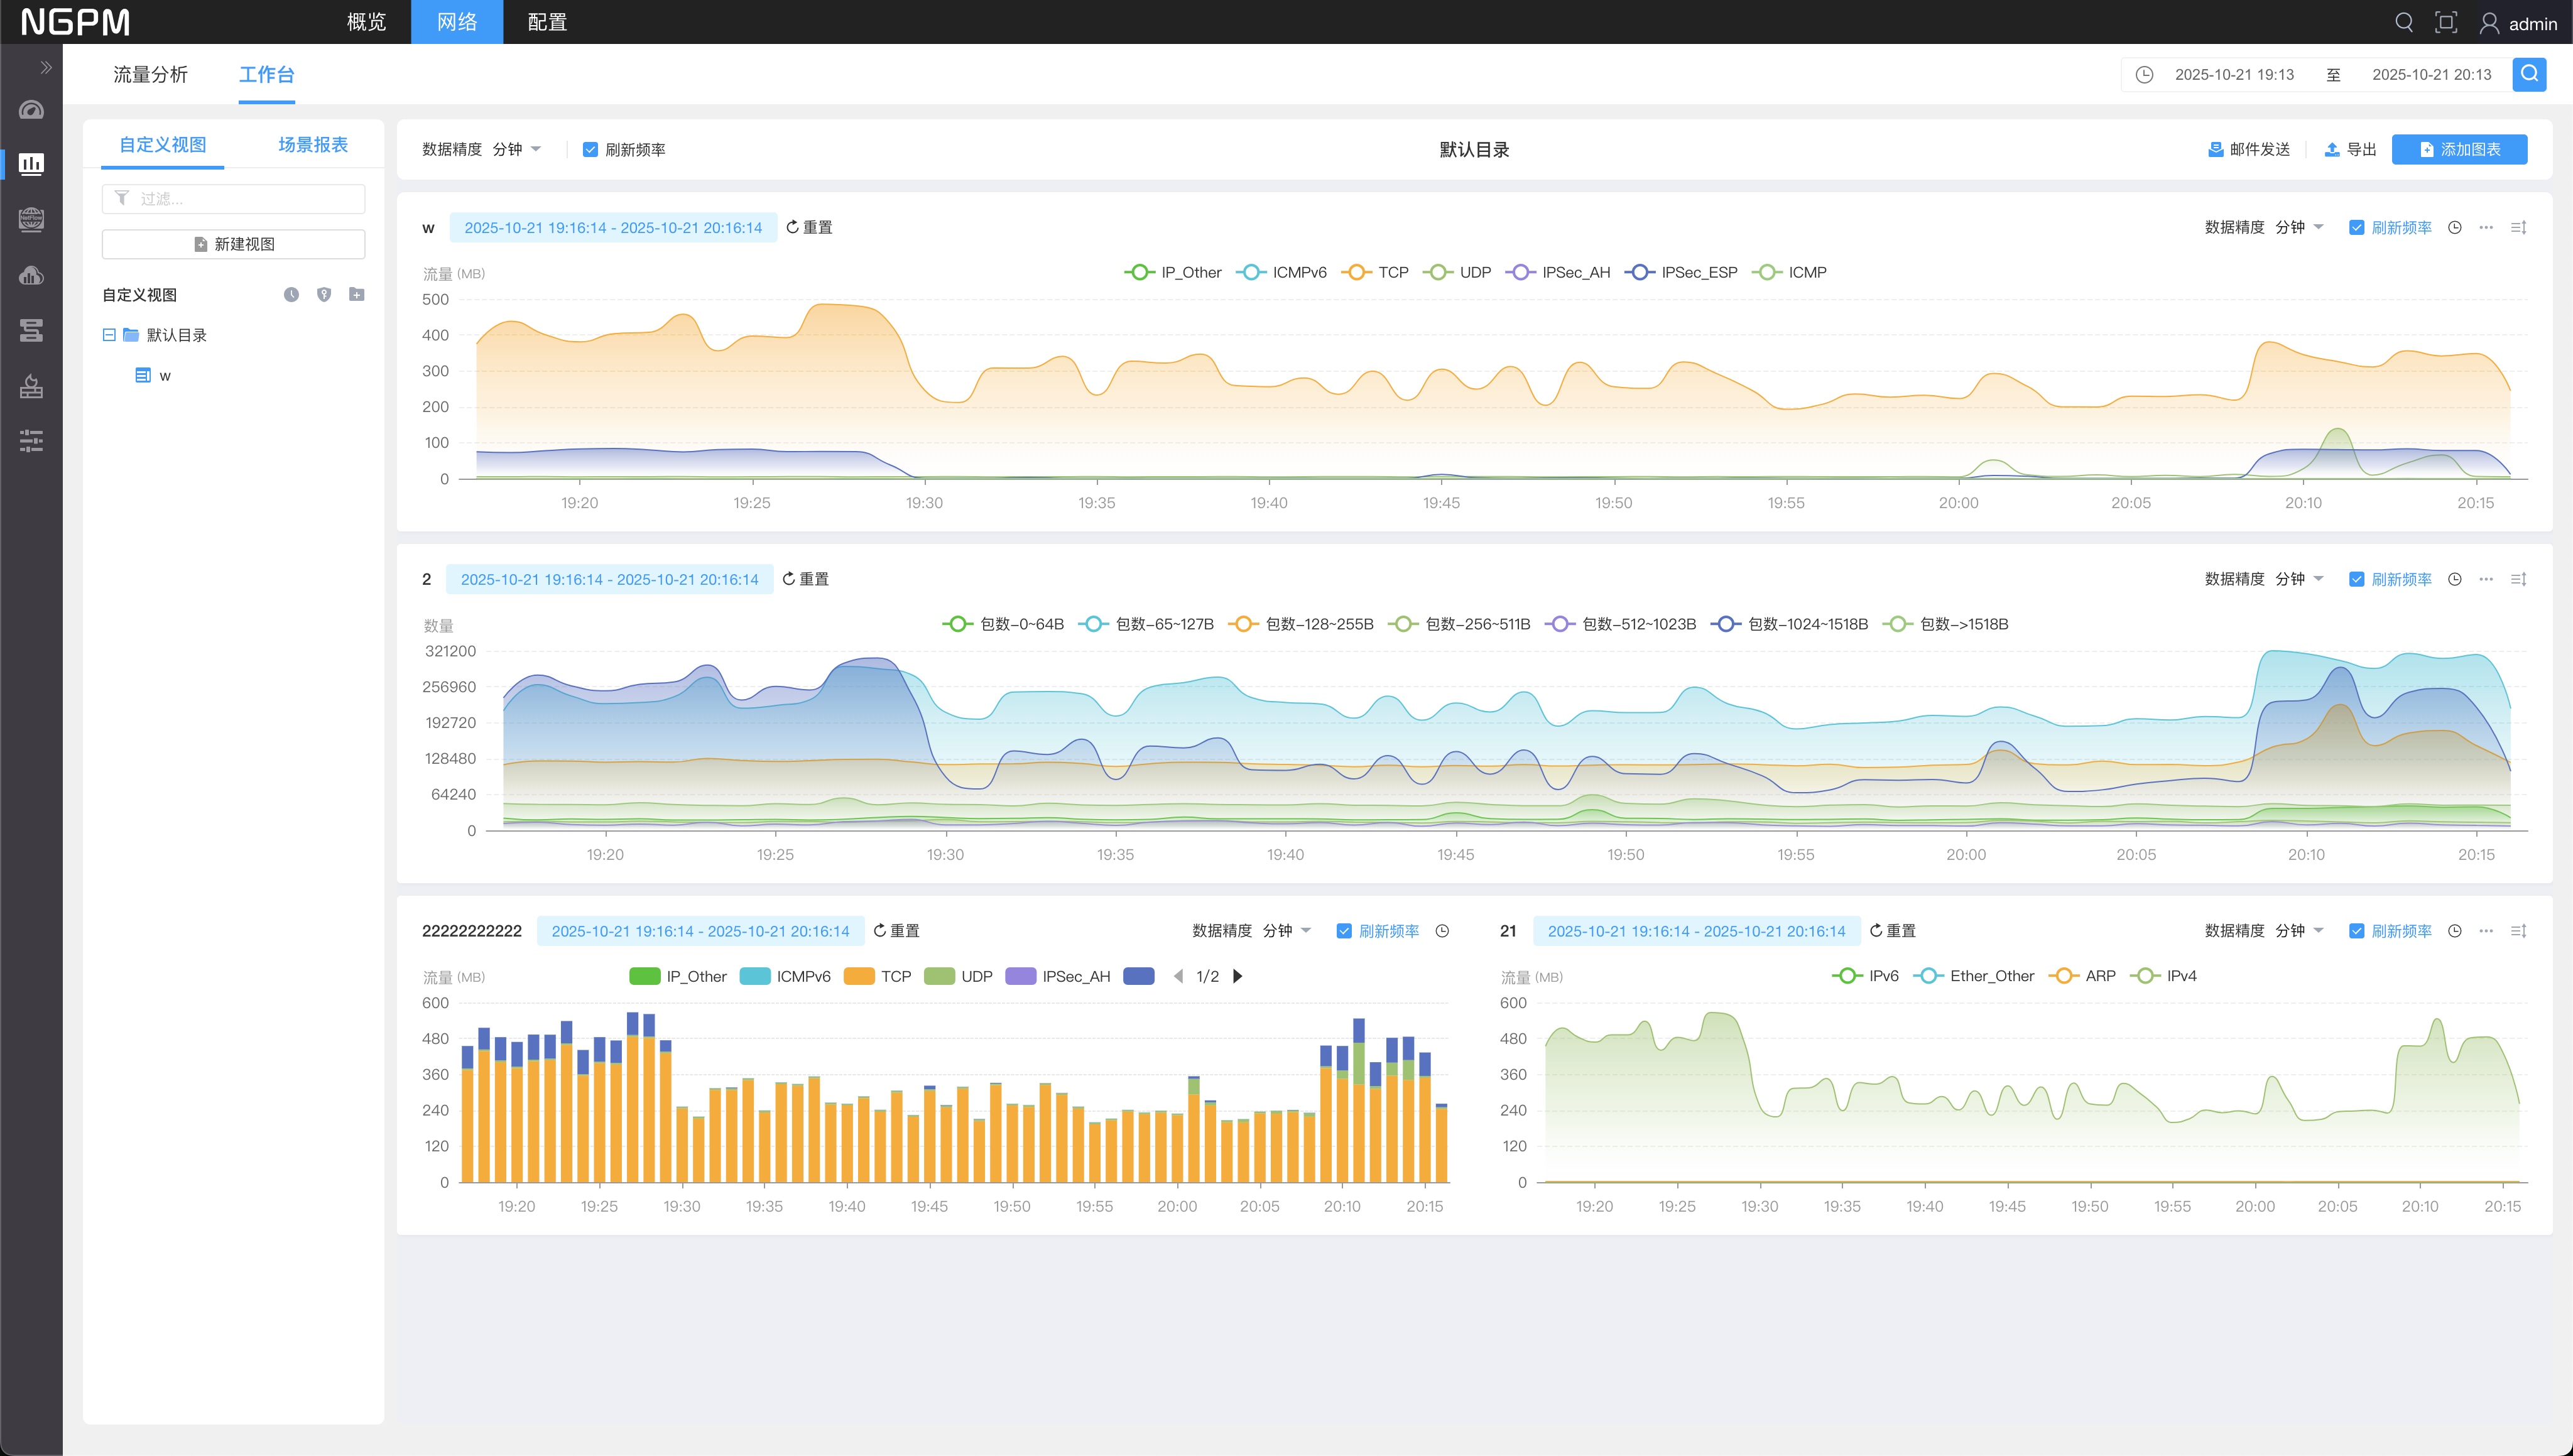 NGPM 概览 网络 配置 admin
流量分析 工作台 2025-10-21 19:13 至 2025-10-21 20:13
自定义视图 场景报表
过滤...
新建视图
自定义视图
默认目录
w
数据精度 分钟 刷新频率 默认目录 邮件发送 导出 添加图表
w 2025-10-21 19:16:14 - 2025-10-21 20:16:14 重置 数据精度 分钟 刷新频率
流量 (MB) IP_Other ICMPv6 TCP UDP IPSec_AH IPSec_ESP ICMP
500
400
300
200
100
0
19:20 19:25 19:30 19:35 19:40 19:45 19:50 19:55 20:00 20:05 20:10 20:15
2 2025-10-21 19:16:14 - 2025-10-21 20:16:14 重置 数据精度 分钟 刷新频率
数量 包数-0~64B 包数-65~127B 包数-128~255B 包数-256~511B 包数-512~1023B 包数-1024~1518B 包数->1518B
321200
256960
192720
128480
64240
0
19:20 19:25 19:30 19:35 19:40 19:45 19:50 19:55 20:00 20:05 20:10 20:15
22222222222 2025-10-21 19:16:14 - 2025-10-21 20:16:14 重置 数据精度 分钟 刷新频率
流量 (MB) IP_Other ICMPv6 TCP UDP IPSec_AH 1/2
600
480
360
240
120
0
19:20 19:25 19:30 19:35 19:40 19:45 19:50 19:55 20:00 20:05 20:10 20:15
21 2025-10-21 19:16:14 - 2025-10-21 20:16:14 重置 数据精度 分钟 刷新频率
流量 (MB) IPv6 Ether_Other ARP IPv4
600
480
360
240
120
0
19:20 19:25 19:30 19:35 19:40 19:45 19:50 19:55 20:00 20:05 20:10 20:15